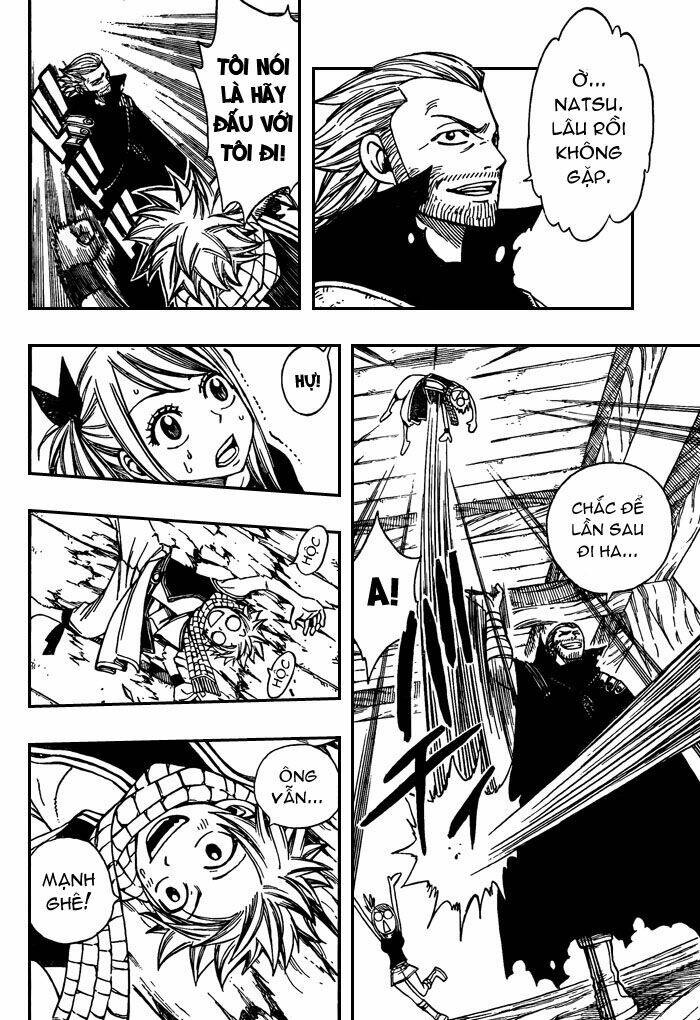 Ờ...
NATSU.
LÂU RỒI
KHÔNG
GẶP.
TÔI NÓI
LÀ HÃY
ĐẤU VỚI
TÔI ĐI!
CHẮC ĐỂ
LẦN SAU
ĐI HA...
A!
HỰ!
HỘC
HỘC
ÔNG
VẪN...
MẠNH
GHÊ!